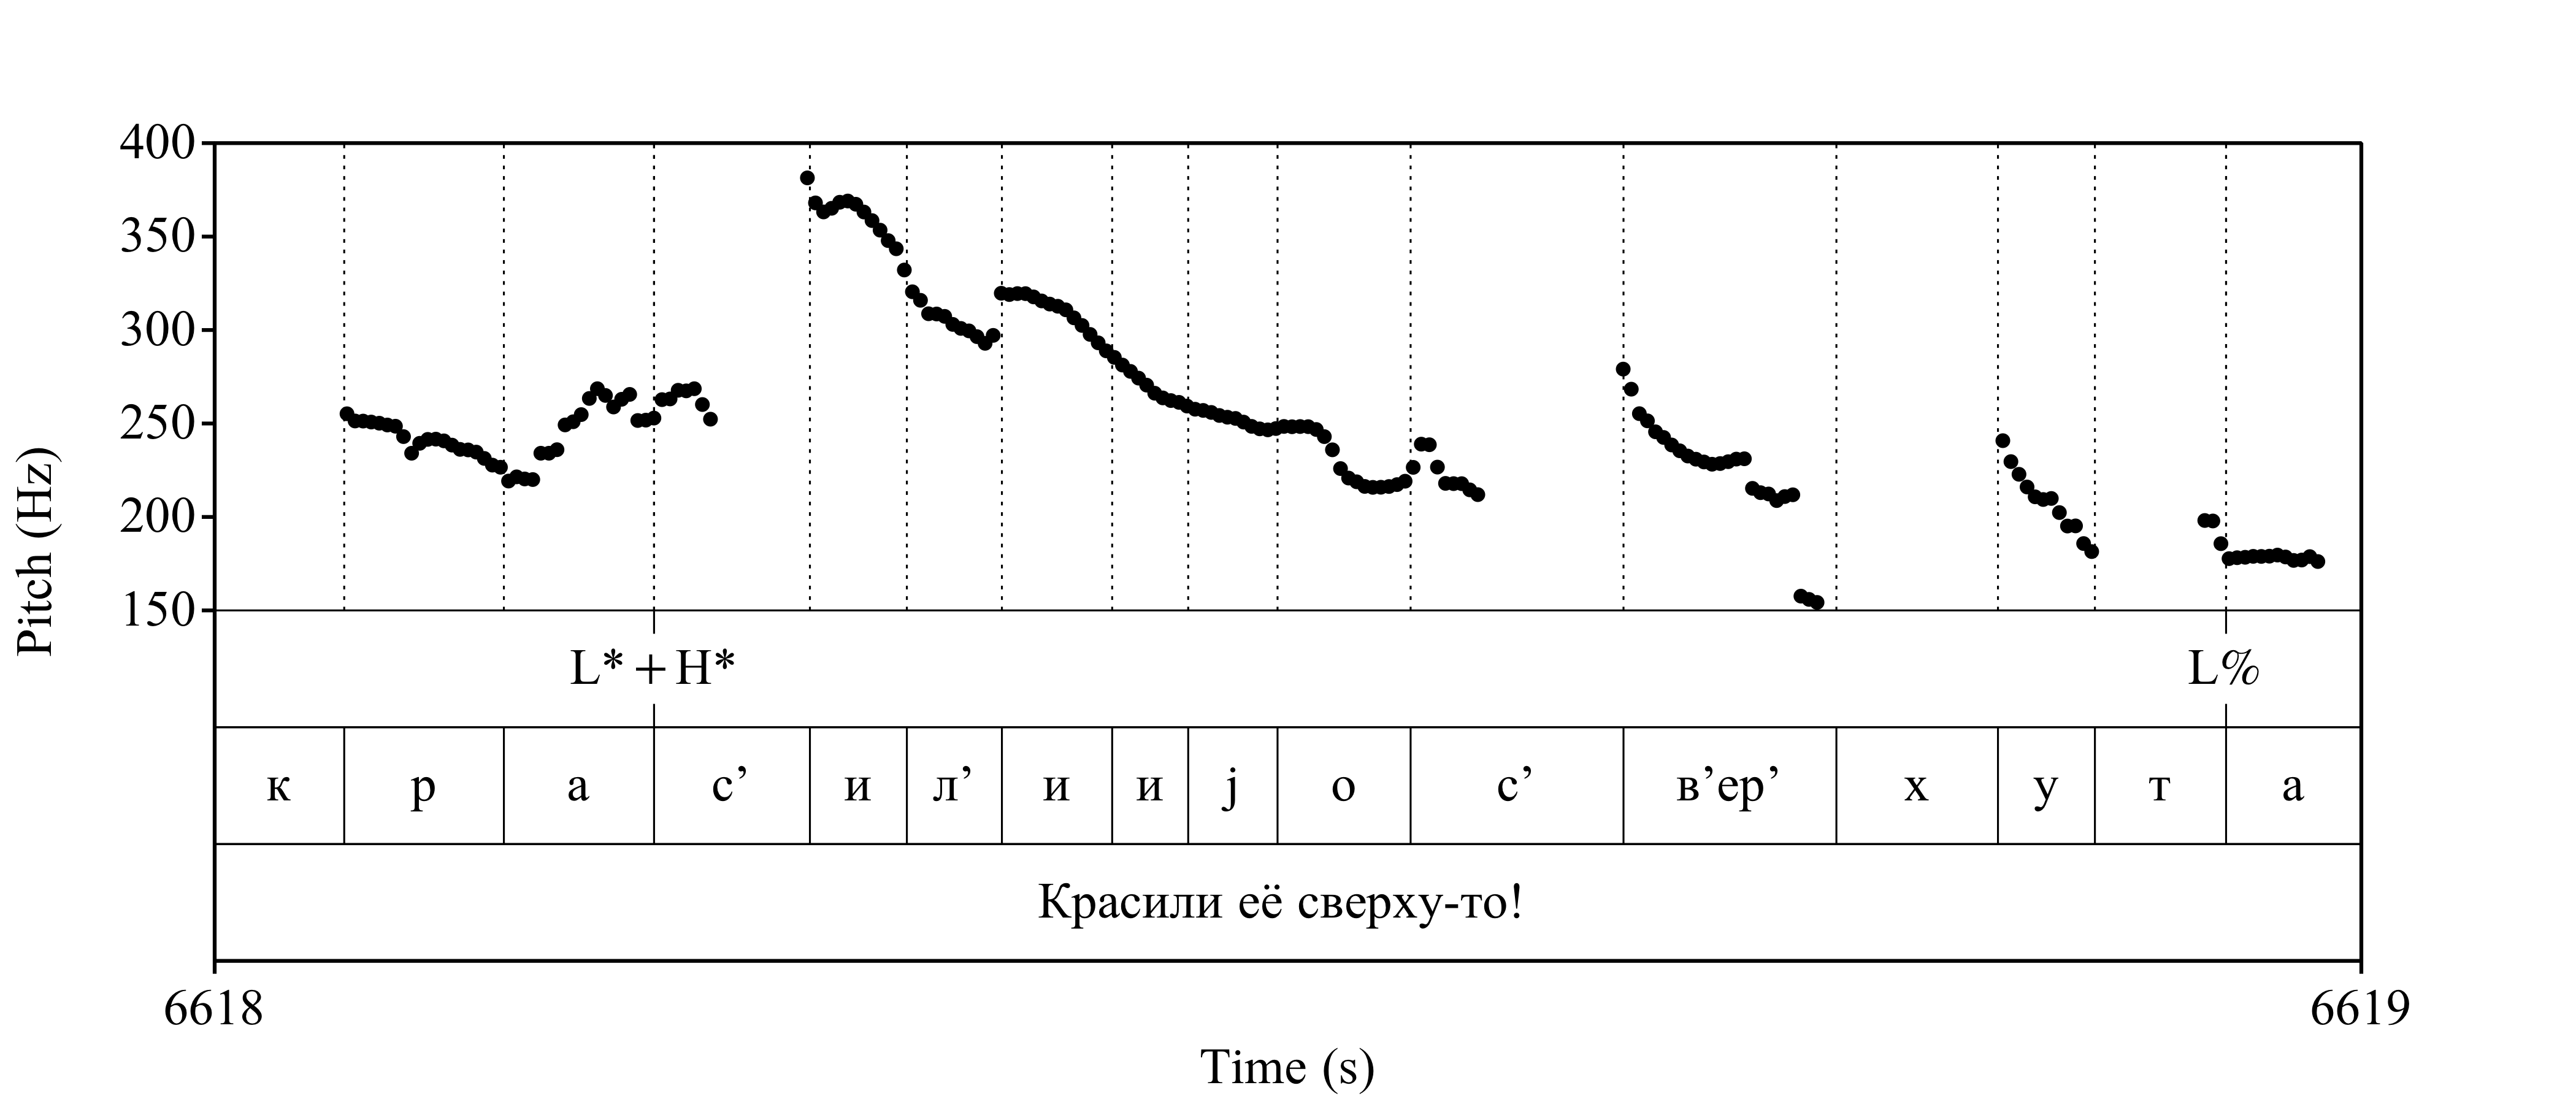 400
350
300
250
200
150
Pitch (Hz)
L* + H* L%
к р а с’ и л’ и и j о с’ в’ер’ х у т а
Красили её сверху-то!
6618 6619
Time (s)